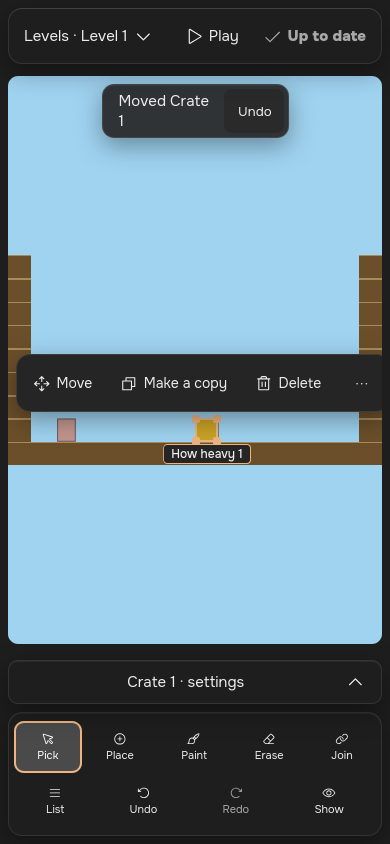 Levels · Level 1
Play
Up to date
Moved Crate
1
Undo
Move
Make a copy
Delete
How heavy 1
Crate 1 · settings
Pick
Place
Paint
Erase
Join
List
Undo
Redo
Show